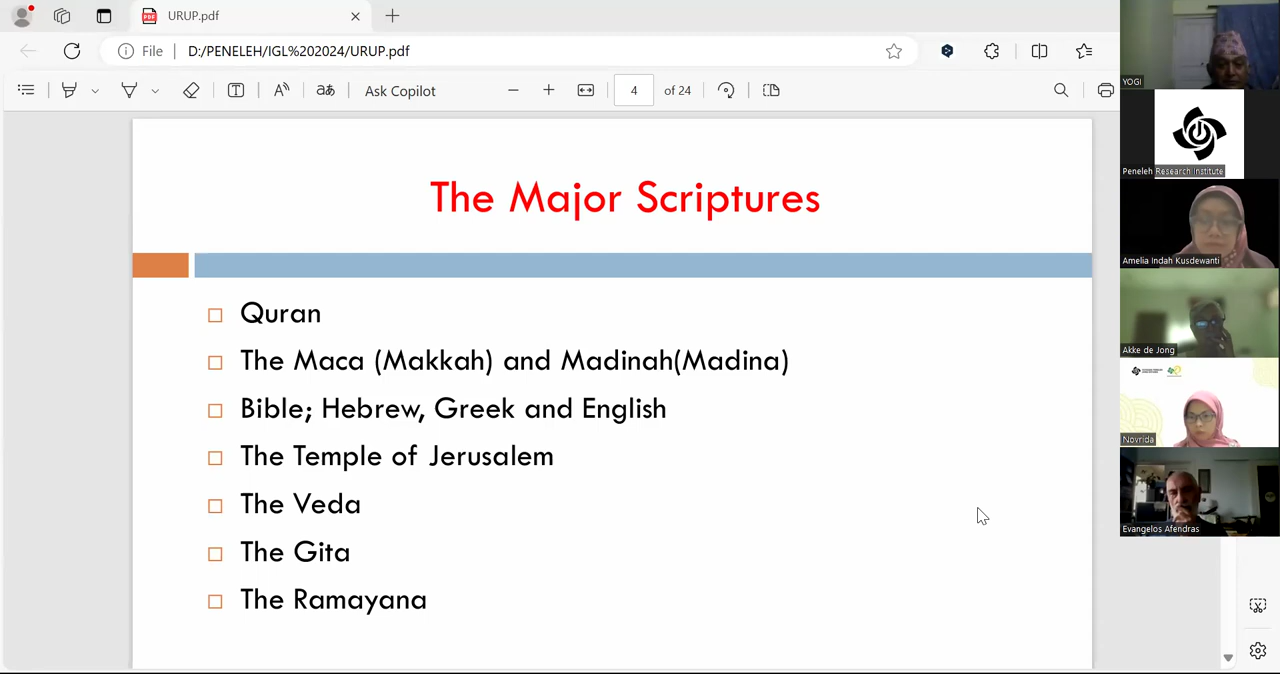 URUP.pdf
File
D:/PENELEH/IGL%202024/URUP.pdf
Ask Copilot
4
of 24
The Major Scriptures
Quran
The Maca (Makkah) and Madinah(Madina)
Bible; Hebrew, Greek and English
The Temple of Jerusalem
The Veda
The Gita
The Ramayana
YOGI
Peneleh Research Institute
Amelia Indah Kusdewanti
Akke de Jong
Novrida
Evangelos Afendras